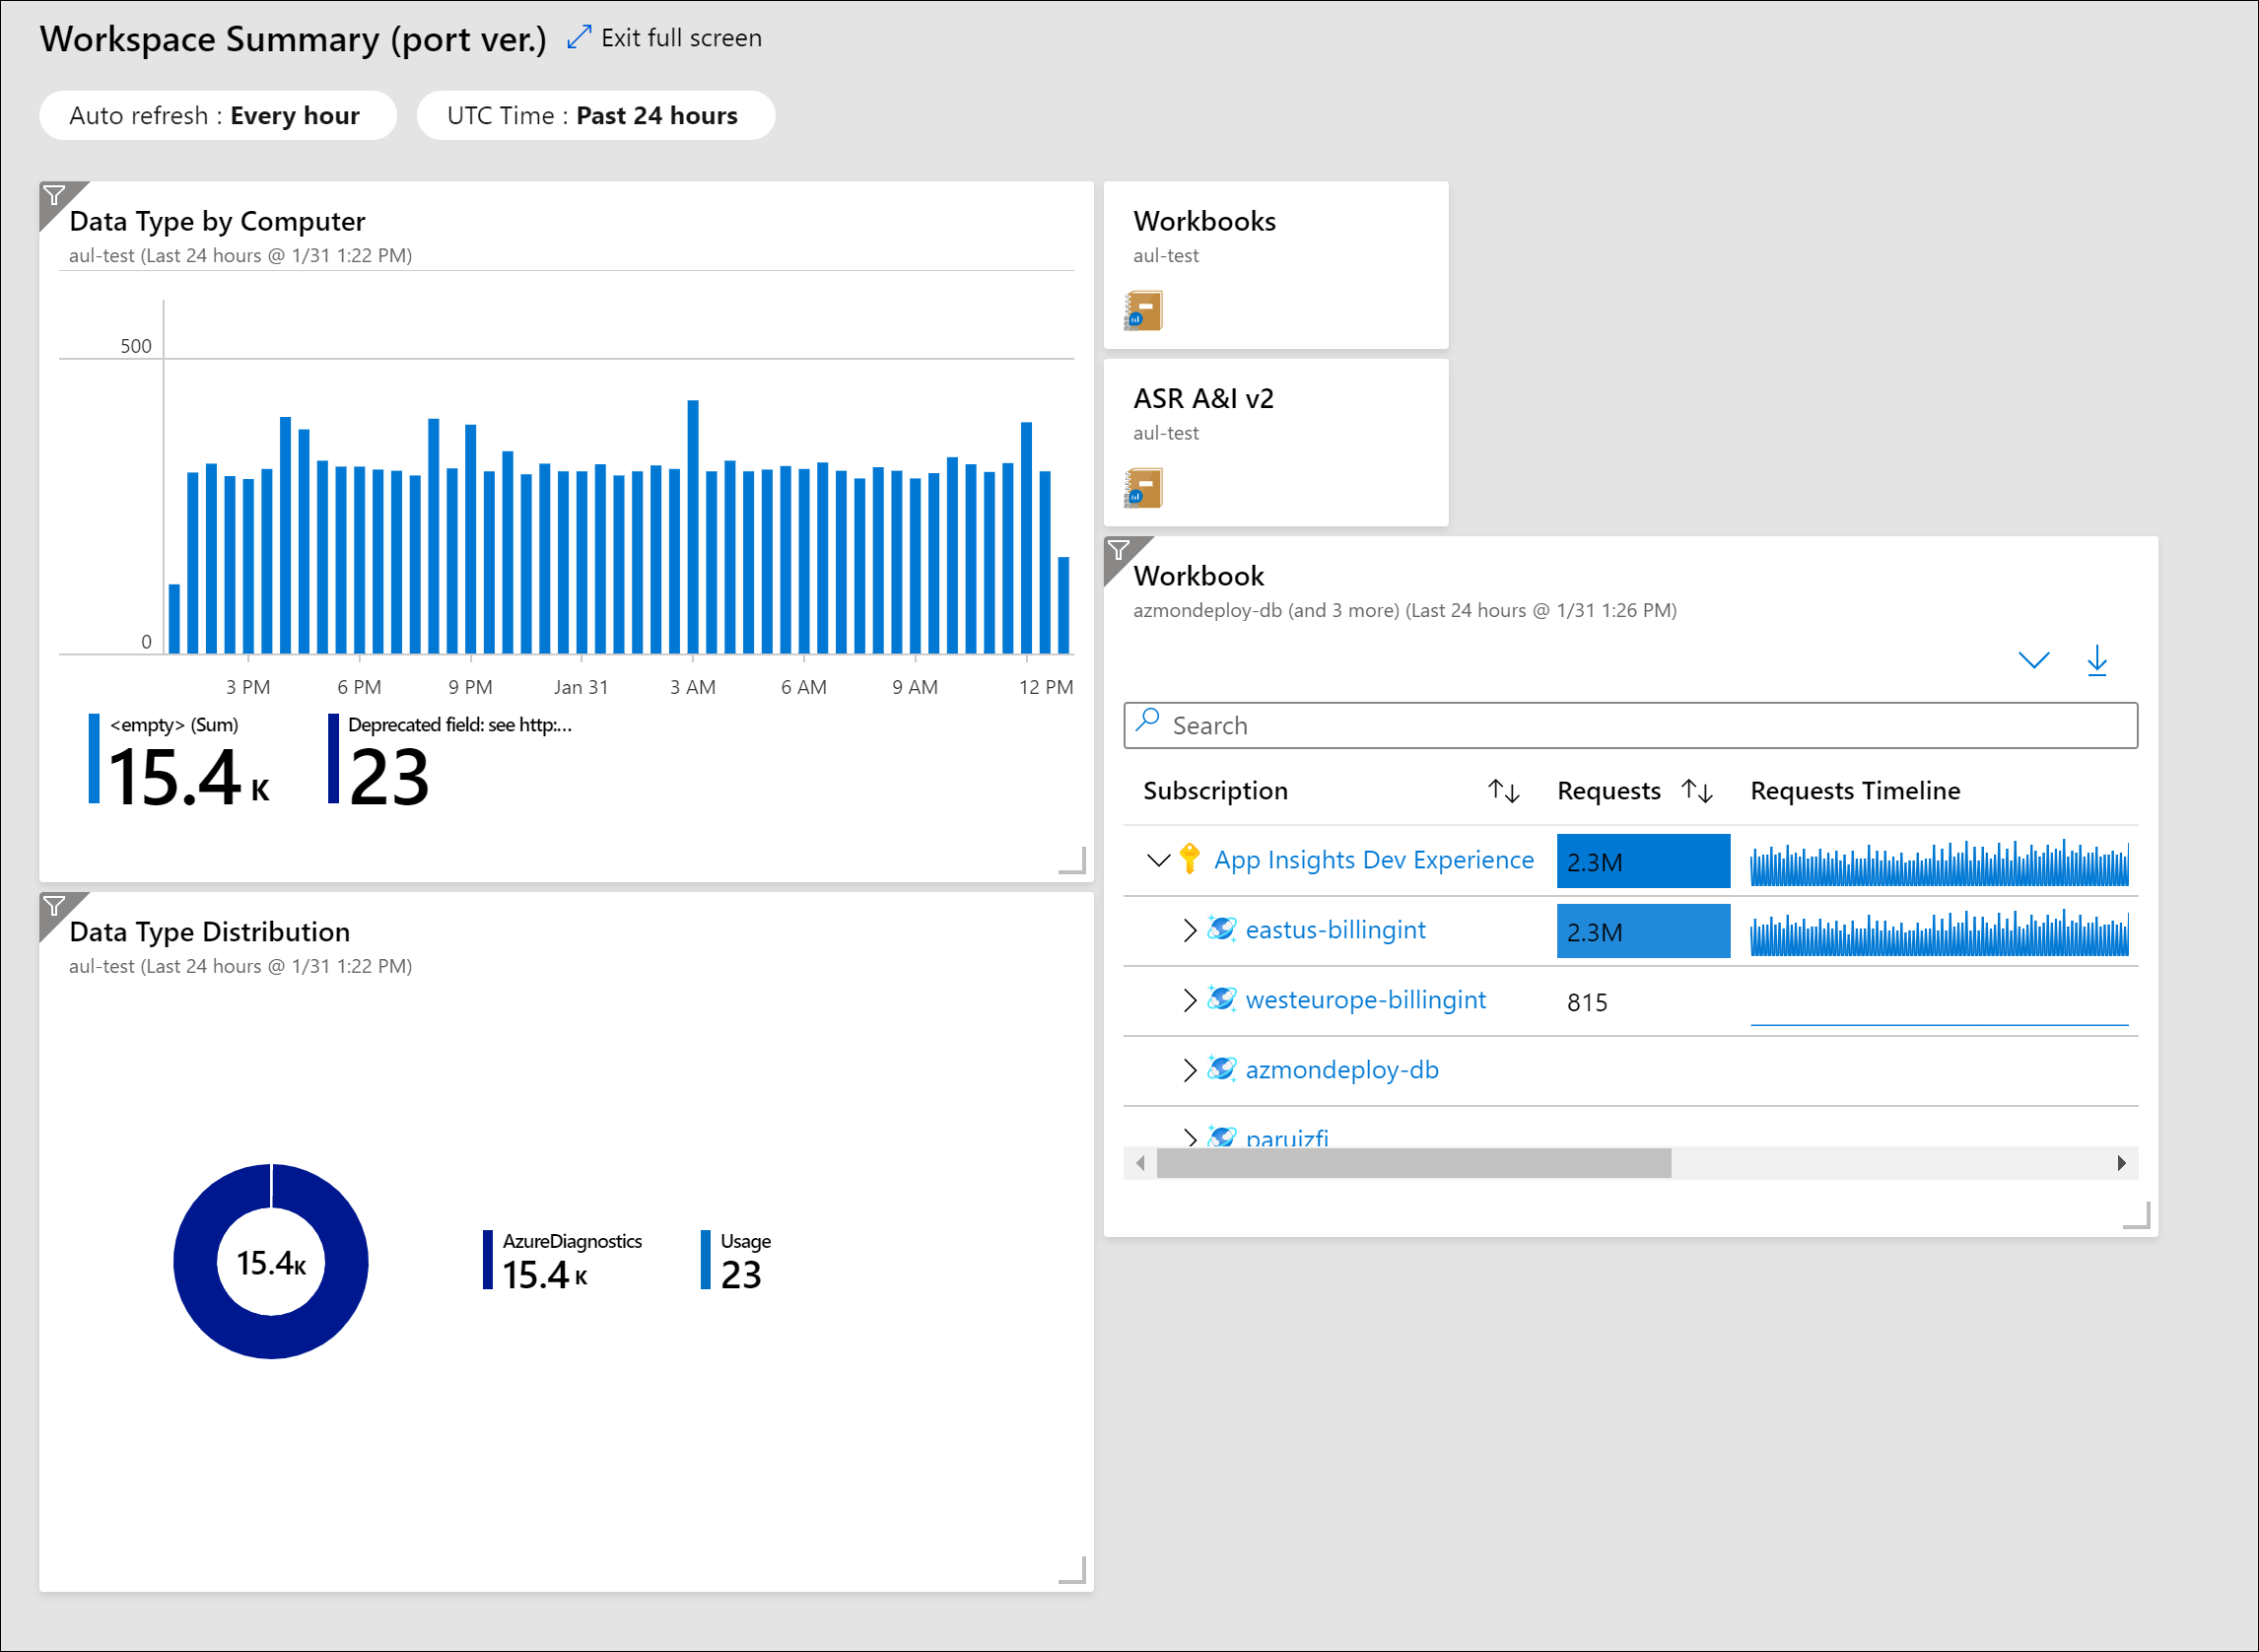 Workspace Summary (port ver.) Exit full screen
Auto refresh : Every hour UTC Time : Past 24 hours
Data Type by Computer
aul-test (Last 24 hours @ 1/31 1:22 PM)
500
0
3 PM 6 PM 9 PM Jan 31 3 AM 6 AM 9 AM 12 PM
<empty> (Sum) Deprecated field: see http:...
15.4 K 23
Data Type Distribution
aul-test (Last 24 hours @ 1/31 1:22 PM)
15.4K
AzureDiagnostics Usage
15.4 K 23
Workbooks
aul-test
ASR A&I v2
aul-test
Workbook
azmondeploy-db (and 3 more) (Last 24 hours @ 1/31 1:26 PM)
Search
Subscription Requests Requests Timeline
App Insights Dev Experience 2.3M
eastus-billingint 2.3M
westeurope-billingint 815
azmondeploy-db
paruizfi